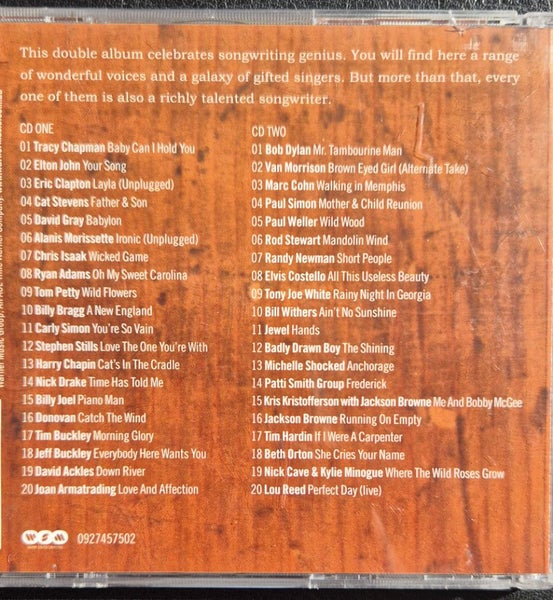 This double album celebrates songwriting genius. You will find here a range
of wonderful voices and a galaxy of gifted singers. But more than that, every
one of them is also a richly talented songwriter.
CD ONE
01 Tracy Chapman Baby Can I Hold You
02 Elton John Your Song
03 Eric Clapton Layla (Unplugged)
04 Cat Stevens Father & Son
05 David Gray Babylon
06 Alanis Morissette Ironic (Unplugged)
07 Chris Isaak Wicked Game
08 Ryan Adams Oh My Sweet Carolina
09 Tom Petty Wild Flowers
10 Billy Bragg A New England
11 Carly Simon You're So Vain
12 Stephen Stills Love The One You're With
13 Harry Chapin Cat's In The Cradle
14 Nick Drake Time Has Told Me
15 Billy Joel Piano Man
16 Donovan Catch The Wind
17 Tim Buckley Morning Glory
18 Jeff Buckley Everybody Here Wants You
19 David Ackles Down River
20 Joan Armatrading Love And Affection
CD TWO
01 Bob Dylan Mr. Tambourine Man
02 Van Morrison Brown Eyed Girl (Alternate Take)
03 Marc Cohn Walking in Memphis
04 Paul Simon Mother & Child Reunion
05 Paul Weller Wild Wood
06 Rod Stewart Mandolin Wind
07 Randy Newman Short People
08 Elvis Costello All This Useless Beauty
09 Tony Joe White Rainy Night In Georgia
10 Bill Withers Ain't No Sunshine
11 Jewel Hands
12 Badly Drawn Boy The Shining
13 Michelle Shocked Anchorage
14 Patti Smith Group Frederick
15 Kris Kristofferson with Jackson Browne Me And Bobby McGee
16 Jackson Browne Running On Empty
17 Tim Hardin If I Were A Carpenter
18 Beth Orton She Cries Your Name
19 Nick Cave & Kylie Minogue Where The Wild Roses Grow
20 Lou Reed Perfect Day (live)
WSM
0927457502